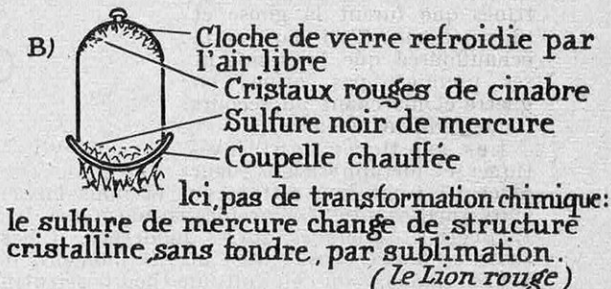 B)
Cloche de verre refroidie par
l'air libre
Cristaux rouges de cinabre
Sulfure noir de mercure
Coupelle chauffée
Ici, pas de transformation chimique:
le sulfure de mercure change de structure
cristalline, sans fondre, par sublimation.
(le Lion rouge)